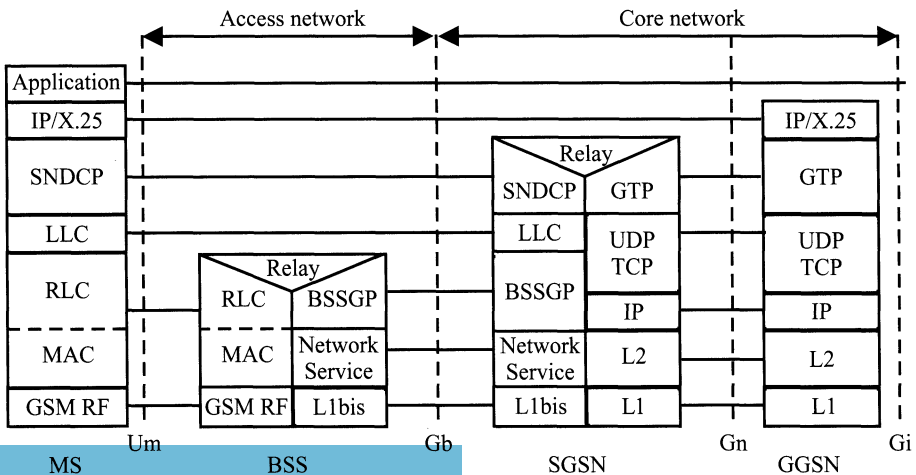 Access network
Core network
Application
IP/X.25
SNDCP
LLC
RLC
MAC
GSM RF
MS
Um
Relay
RLC
BSSGP
MAC
Network
Service
GSM RF
L1bis
BSS
Gb
Relay
SNDCP
GTP
LLC
UDP
TCP
BSSGP
IP
Network
Service
L2
L1bis
L1
SGSN
Gn
IP/X.25
GTP
UDP
TCP
IP
L2
L1
GGSN
Gi